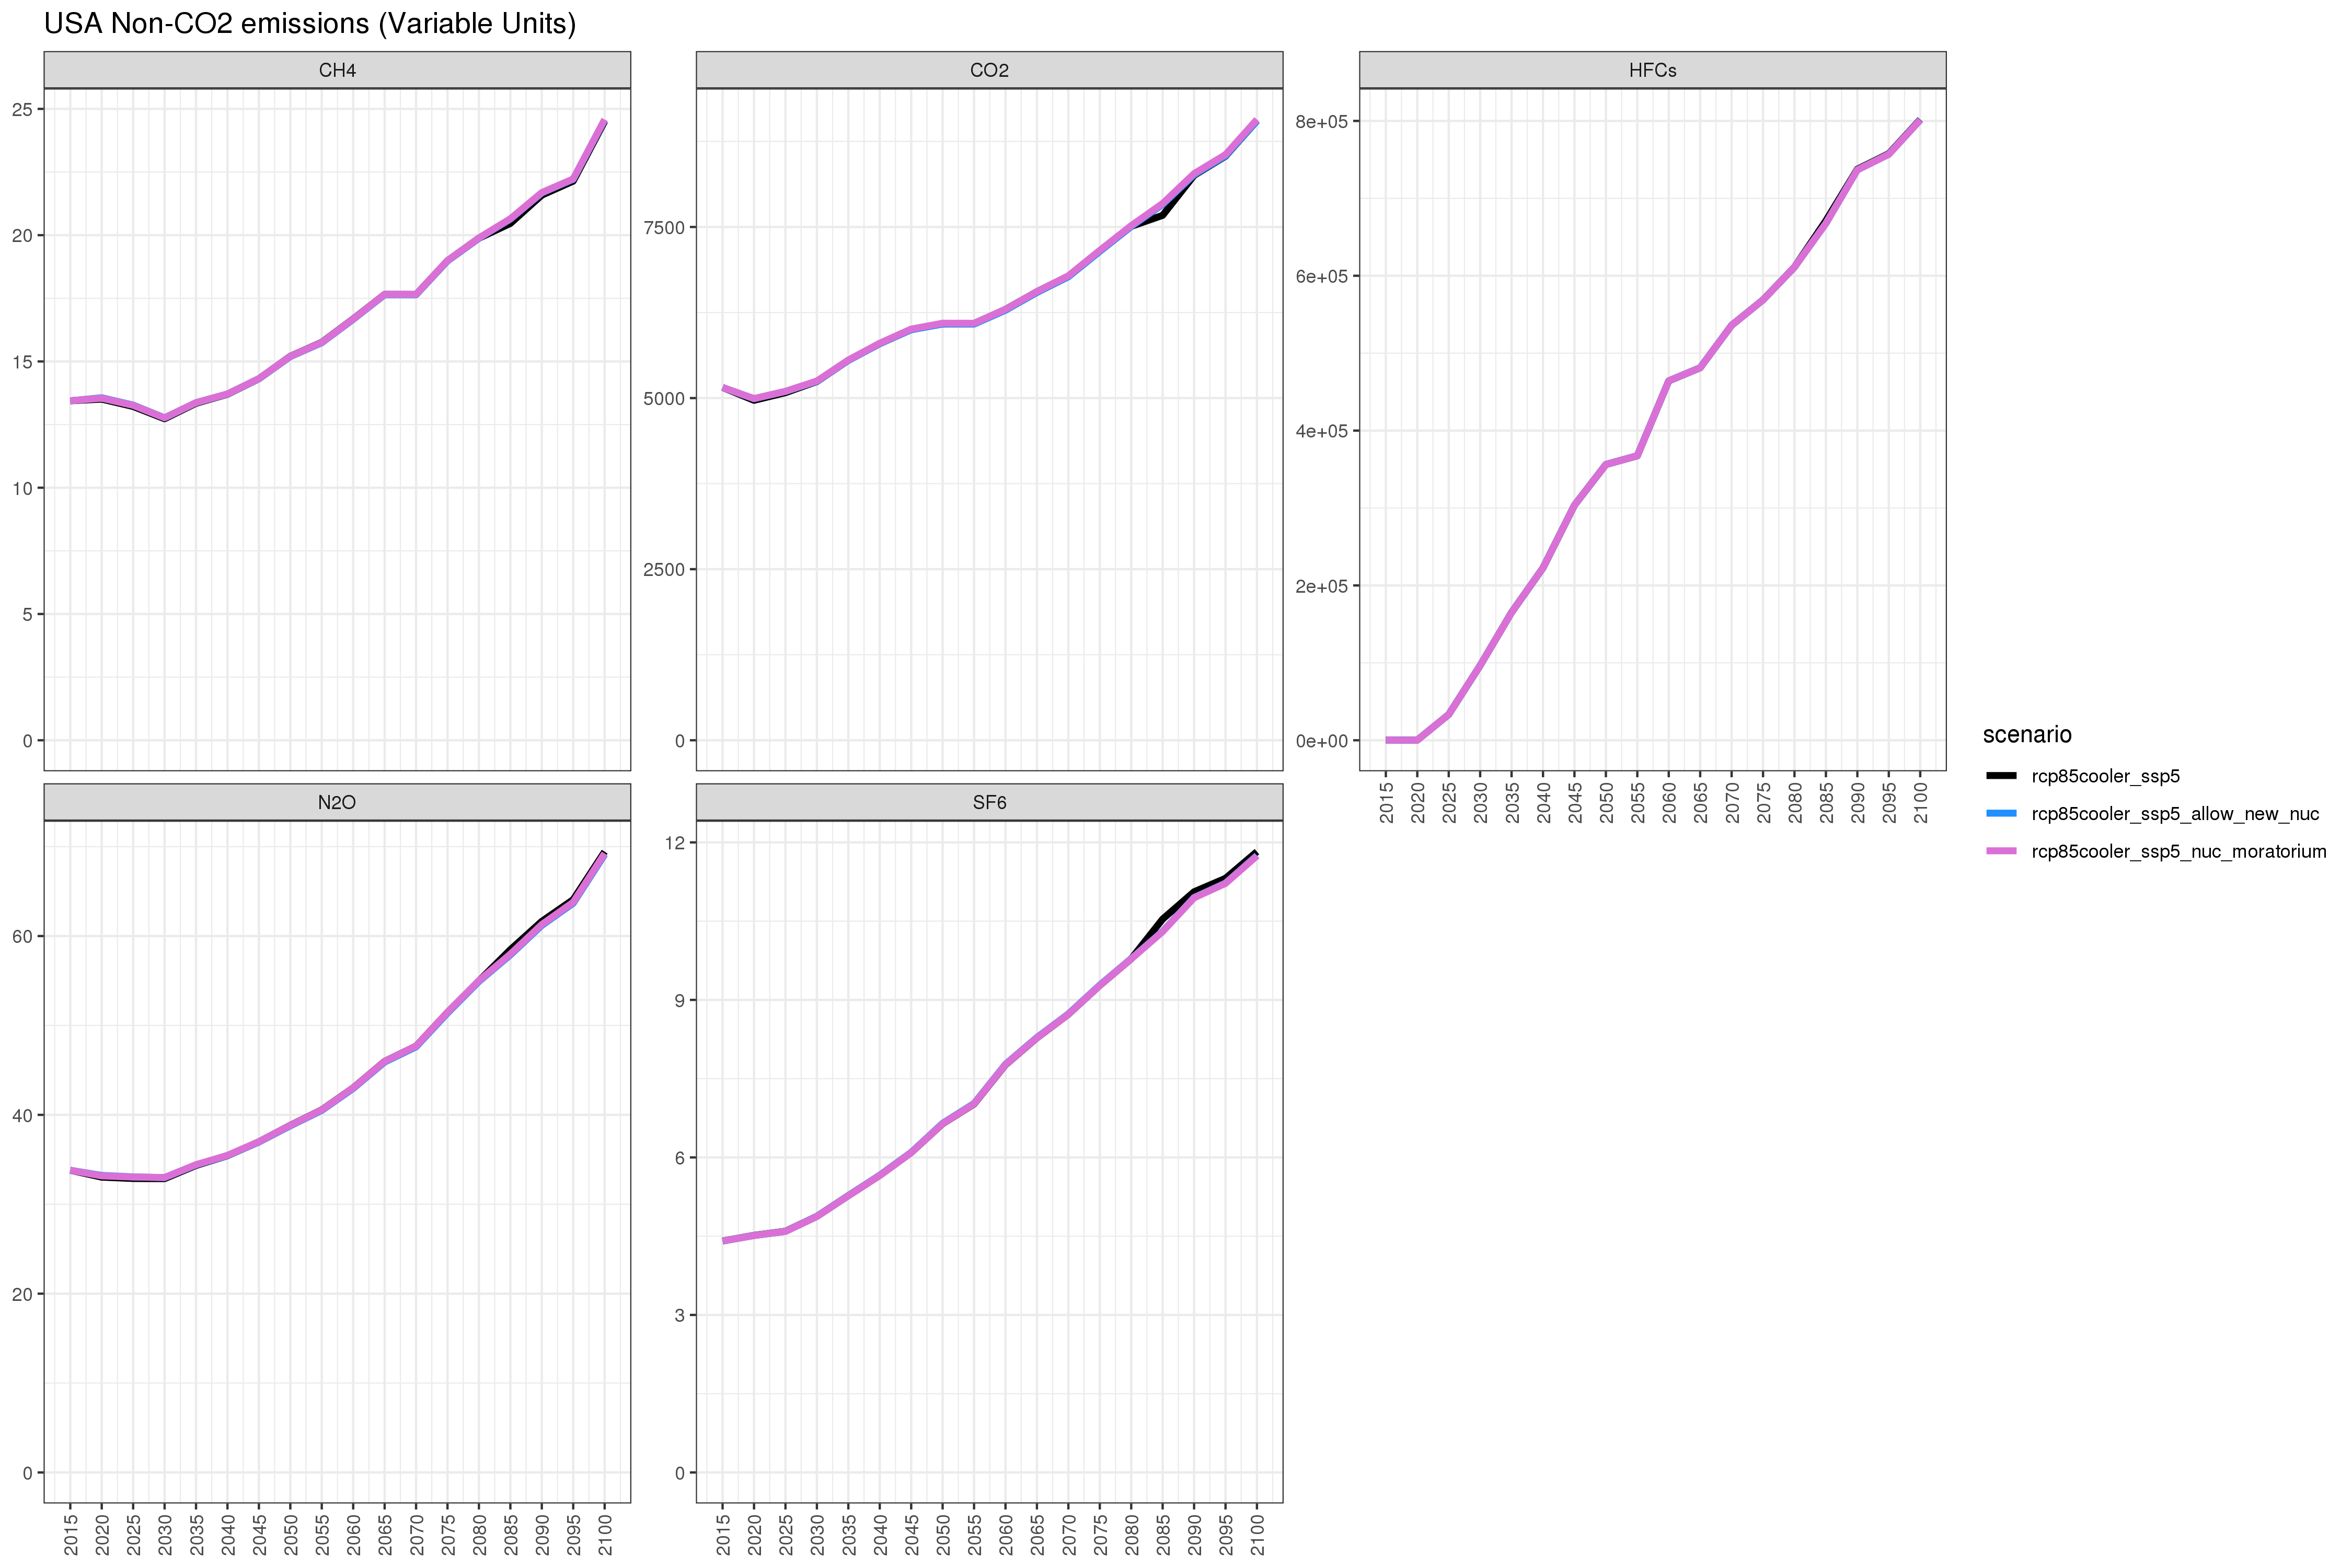 USA Non-CO2 emissions (Variable Units)
CH4
CO2
HFCs
25
20
15
10
5
0
7500
5000
2500
0
8e+05
6e+05
4e+05
2e+05
0e+00
2015 2020 2025 2030 2035 2040 2045 2050 2055 2060 2065 2070 2075 2080 2085 2090 2095 2100
scenario
rcp85cooler_ssp5
rcp85cooler_ssp5_allow_new_nuc
rcp85cooler_ssp5_nuc_moratorium
N2O
SF6
60
40
20
0
12
9
6
3
0
2015 2020 2025 2030 2035 2040 2045 2050 2055 2060 2065 2070 2075 2080 2085 2090 2095 2100
2015 2020 2025 2030 2035 2040 2045 2050 2055 2060 2065 2070 2075 2080 2085 2090 2095 2100